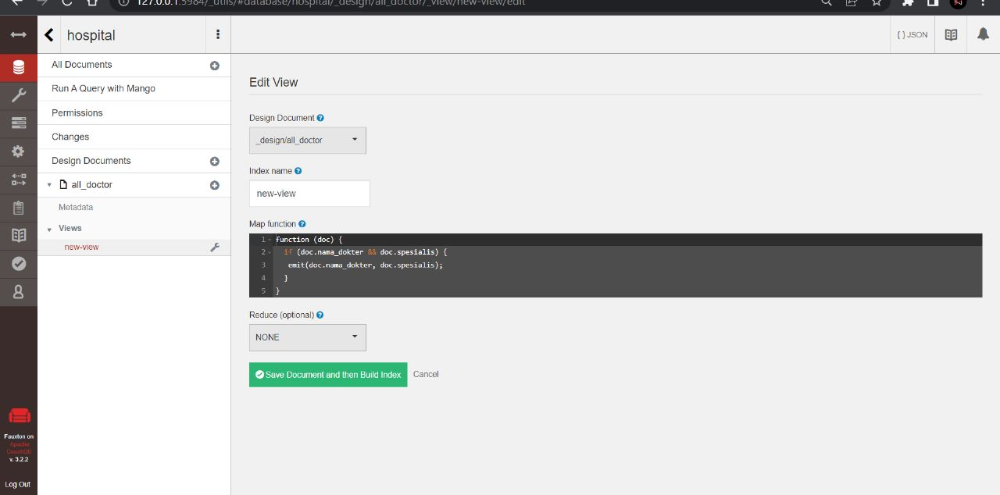 127.0.0.1:5984/_utils/#database/hospital/_design/all_doctor/_view/new-view/edit
hospital
{ } JSON
All Documents
Run A Query with Mango
Permissions
Changes
Design Documents
all_doctor
Metadata
Views
new-view
Edit View
Design Document
_design/all_doctor
Index name
new-view
Map function
1 function (doc) {
2 if (doc.nama_dokter && doc.spesialis) {
3 emit(doc.nama_dokter, doc.spesialis);
4 }
5 }
Reduce (optional)
NONE
Save Document and then Build Index
Cancel
Fauxton on
Apache
CouchDB
v. 3.2.2
Log Out